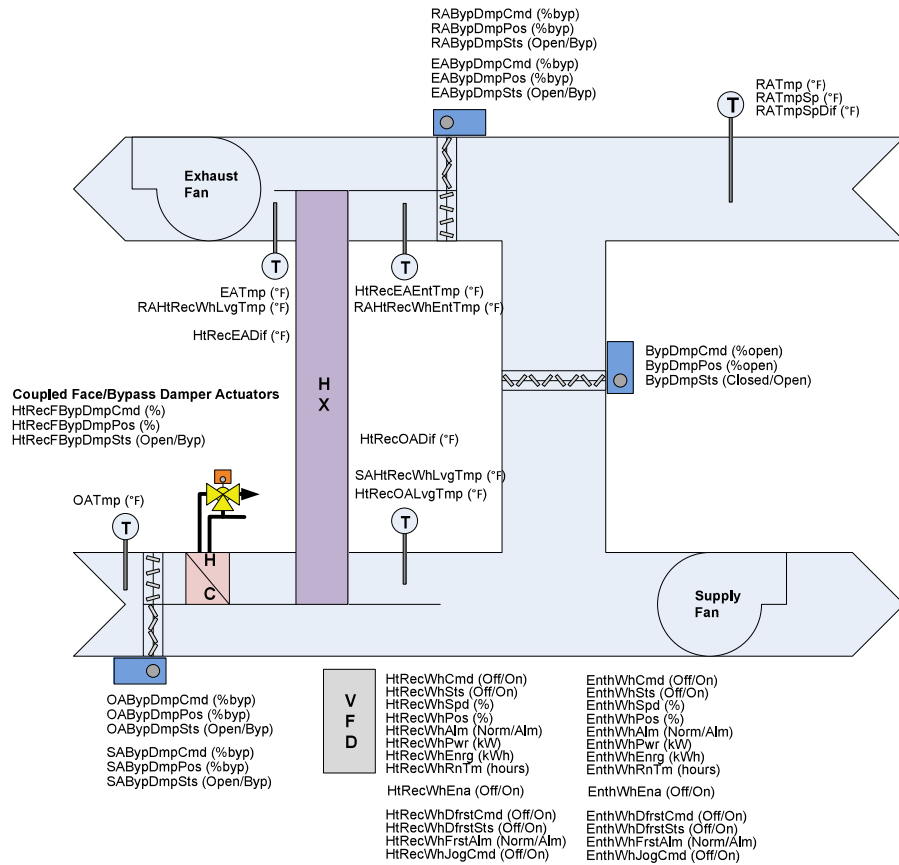 RABypDmpCmd (%byp)
RABypDmpPos (%byp)
RABypDmpSts (Open/Byp)
EABypDmpCmd (%byp)
EABypDmpPos (%byp)
EABypDmpSts (Open/Byp)
RATmp (°F)
RATmpSp (°F)
RATmpSpDif (°F)
T
Exhaust
Fan
T
T
EATmp (°F)
RAHtRecWhLvgTmp (°F)
HtRecEADif (°F)
HtRecEAEntTmp (°F)
RAHtRecWhEntTmp (°F)
H
X
BypDmpCmd (%open)
BypDmpPos (%open)
BypDmpSts (Closed/Open)
Coupled Face/Bypass Damper Actuators
HtRecFBypDmpCmd (%)
HtRecFBypDmpPos (%)
HtRecFBypDmpSts (Open/Byp)
HtRecOADif (°F)
SAHtRecWhLvgTmp (°F)
HtRecOALvgTmp (°F)
OATmp (°F)
T
T
H
C
Supply
Fan
OABypDmpCmd (%byp)
OABypDmpPos (%byp)
OABypDmpSts (Open/Byp)
SABypDmpCmd (%byp)
SABypDmpPos (%byp)
SABypDmpSts (Open/Byp)
V
F
D
HtRecWhCmd (Off/On)
HtRecWhSts (Off/On)
HtRecWhSpd (%)
HtRecWhPos (%)
HtRecWhAlm (Norm/Alm)
HtRecWhPwr (kW)
HtRecWhEnrg (kWh)
HtRecWhRnTm (hours)
HtRecWhEna (Off/On)
HtRecWhDfrstCmd (Off/On)
HtRecWhDfrstSts (Off/On)
HtRecWhFrstAlm (Norm/Alm)
HtRecWhJogCmd (Off/On)
EnthWhCmd (Off/On)
EnthWhSts (Off/On)
EnthWhSpd (%)
EnthWhPos (%)
EnthWhAlm (Norm/Alm)
EnthWhPwr (kW)
EnthWhEnrg (kWh)
EnthWhRnTm (hours)
EnthWhEna (Off/On)
EnthWhDfrstCmd (Off/On)
EnthWhDfrstSts (Off/On)
EnthWhFrstAlm (Norm/Alm)
EnthWhJogCmd (Off/On)